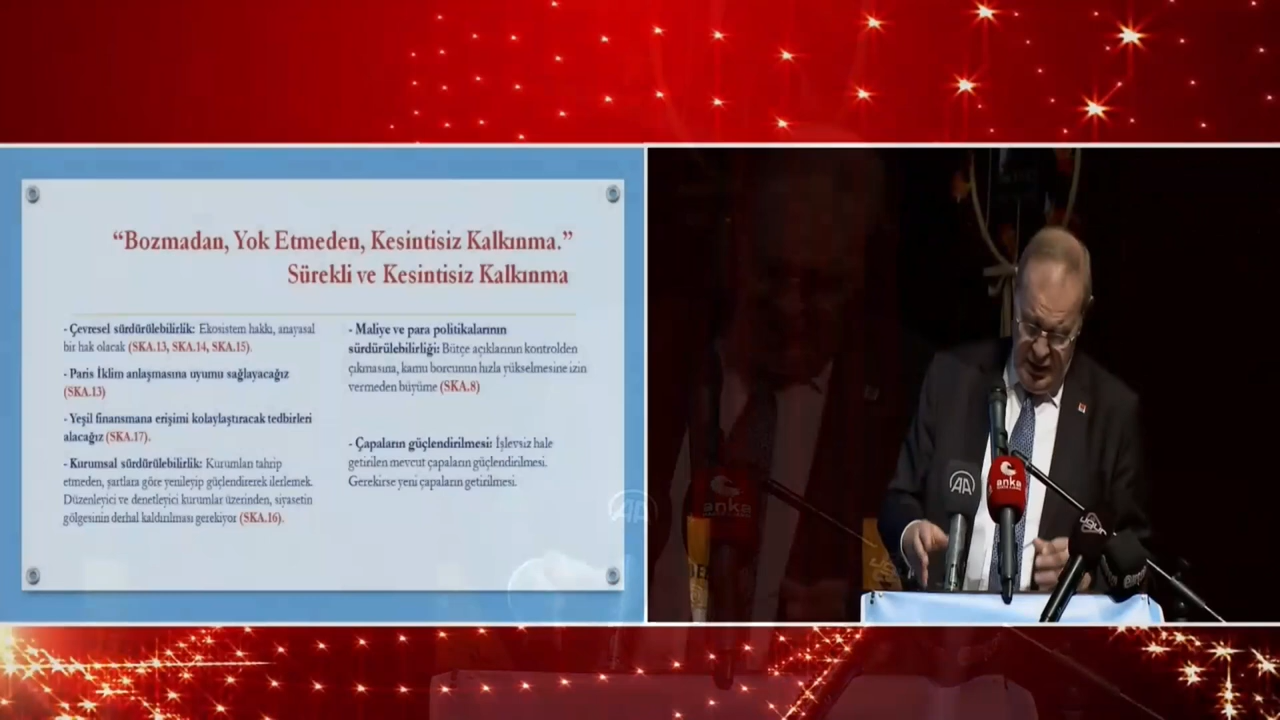 “Bozmadan, Yok Etmeden, Kesintisiz Kalkınma.”
Sürekli ve Kesintisiz Kalkınma
- Çevresel sürdürülebilirlik: Ekosistem hakkı, anayasal
bir hak olacak (SKA.13, SKA.14, SKA.15).
- Paris İklim anlaşmasına uyumu sağlayacağız
(SKA.13)
- Yeşil finansmana erişimi kolaylaştıracak tedbirleri
alacağız (SKA.17).
- Kurumsal sürdürülebilirlik: Kurumları tahrip
etmeden, şartlara göre yenileyip güçlendirerek ilerlemek.
Düzenleyici ve denetleyici kurumlar üzerinden, siyasetin
gölgesinin derhal kaldırılması gerekiyor (SKA.16).
- Maliye ve para politikalarının
sürdürülebilirliği: Bütçe açıklarının kontrolden
çıkmasına, kamu borcunun hızla yükselmesine izin
vermeden büyüme (SKA.8)
- Çapaların güçlendirilmesi: İşlevsiz hale
getirilen mevcut çapaların güçlendirilmesi.
Gerekirse yeni çapaların getirilmesi.
AA
anka
AA
anka